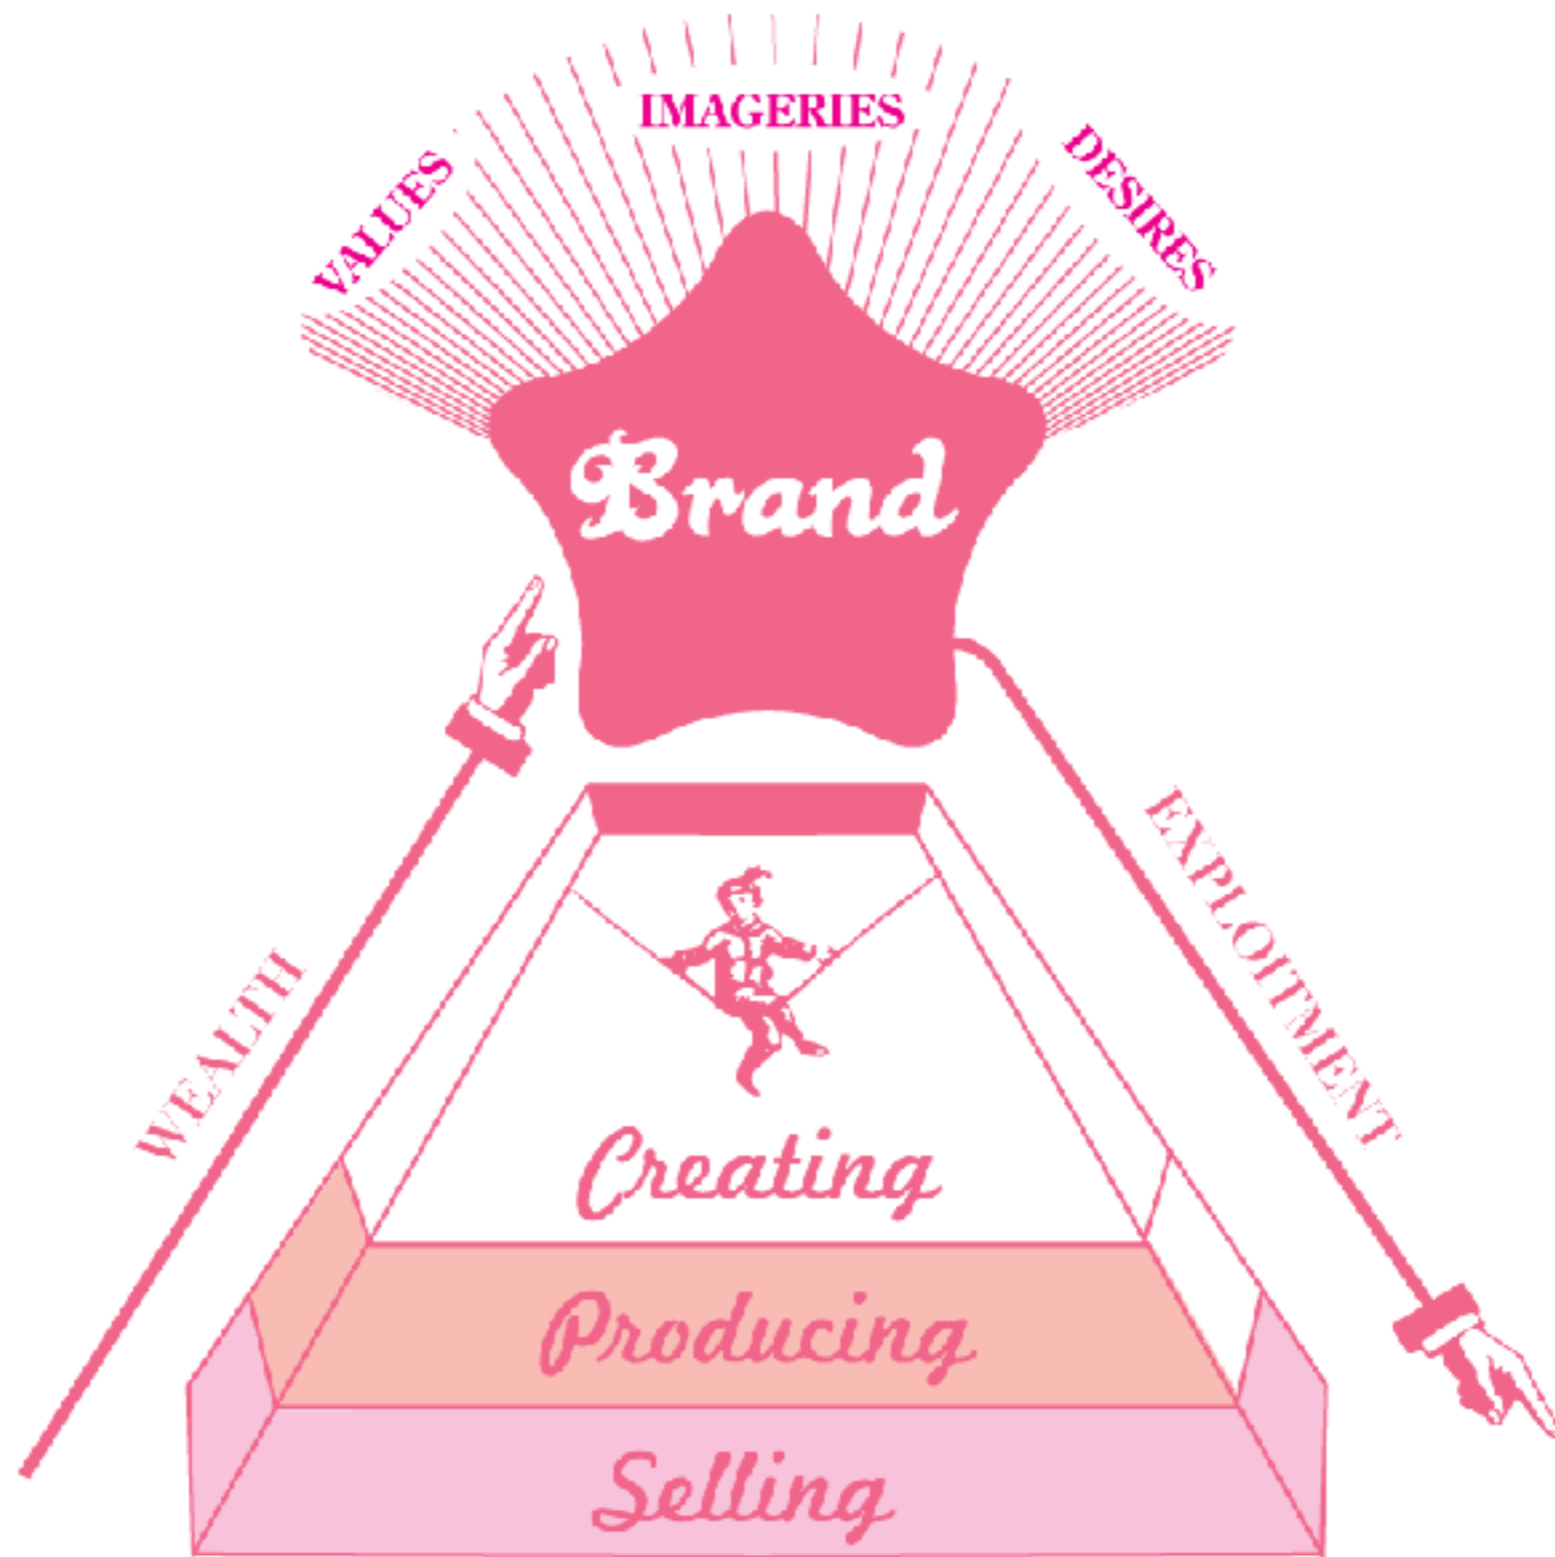 IMAGERIES
VALUES
DESIRES
Brand
EXPLOITMENT
WEALTH
Creating
Producing
Selling